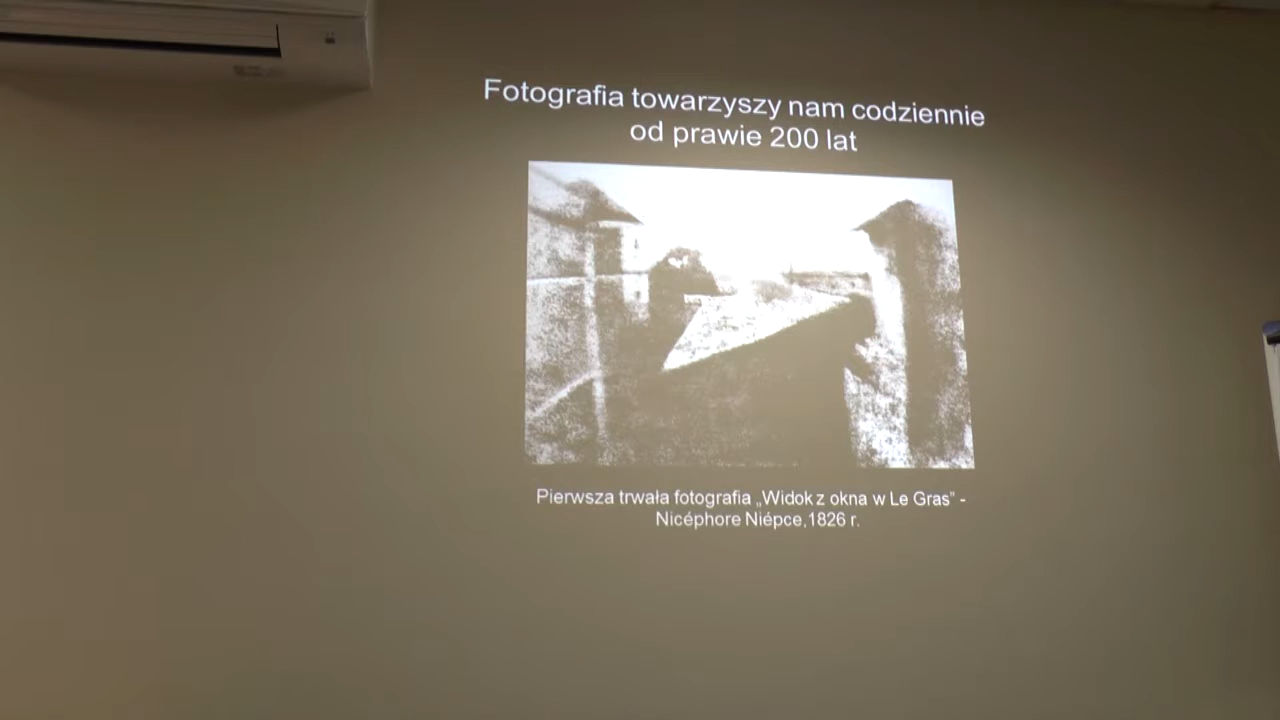 Fotografia towarzyszy nam codziennie
od prawie 200 lat
Pierwsza trwała fotografia „Widok z okna w Le Gras” -
Nicéphore Niépce,1826 r.